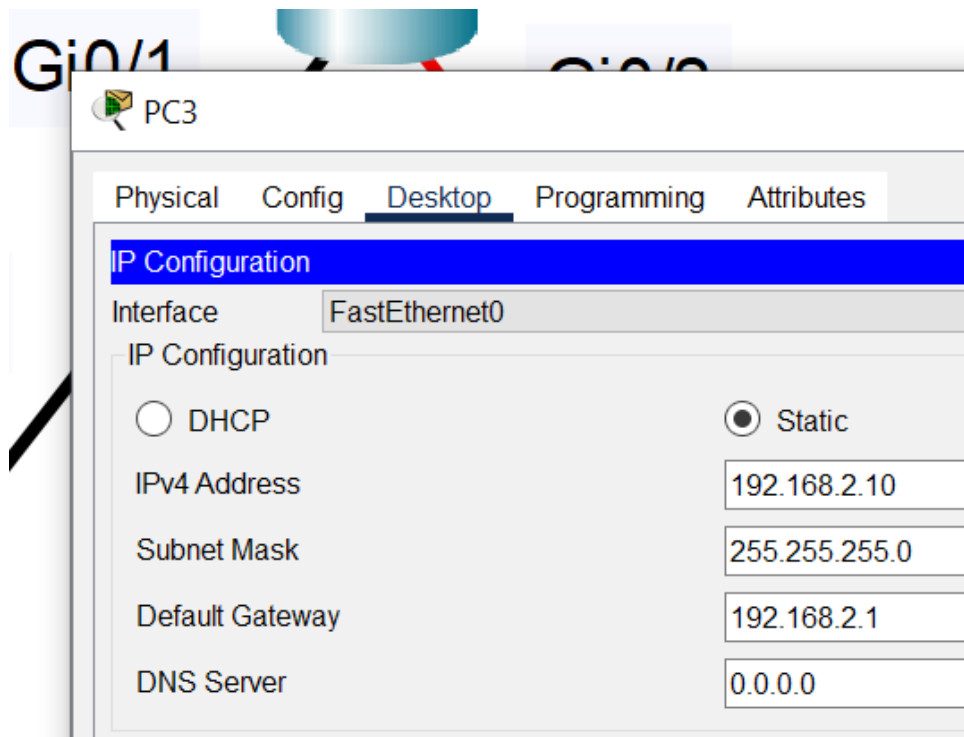 Gi0/1
PC3
Physical Config Desktop Programming Attributes
IP Configuration
Interface FastEthernet0
IP Configuration
DHCP Static
IPv4 Address 192.168.2.10
Subnet Mask 255.255.255.0
Default Gateway 192.168.2.1
DNS Server 0.0.0.0